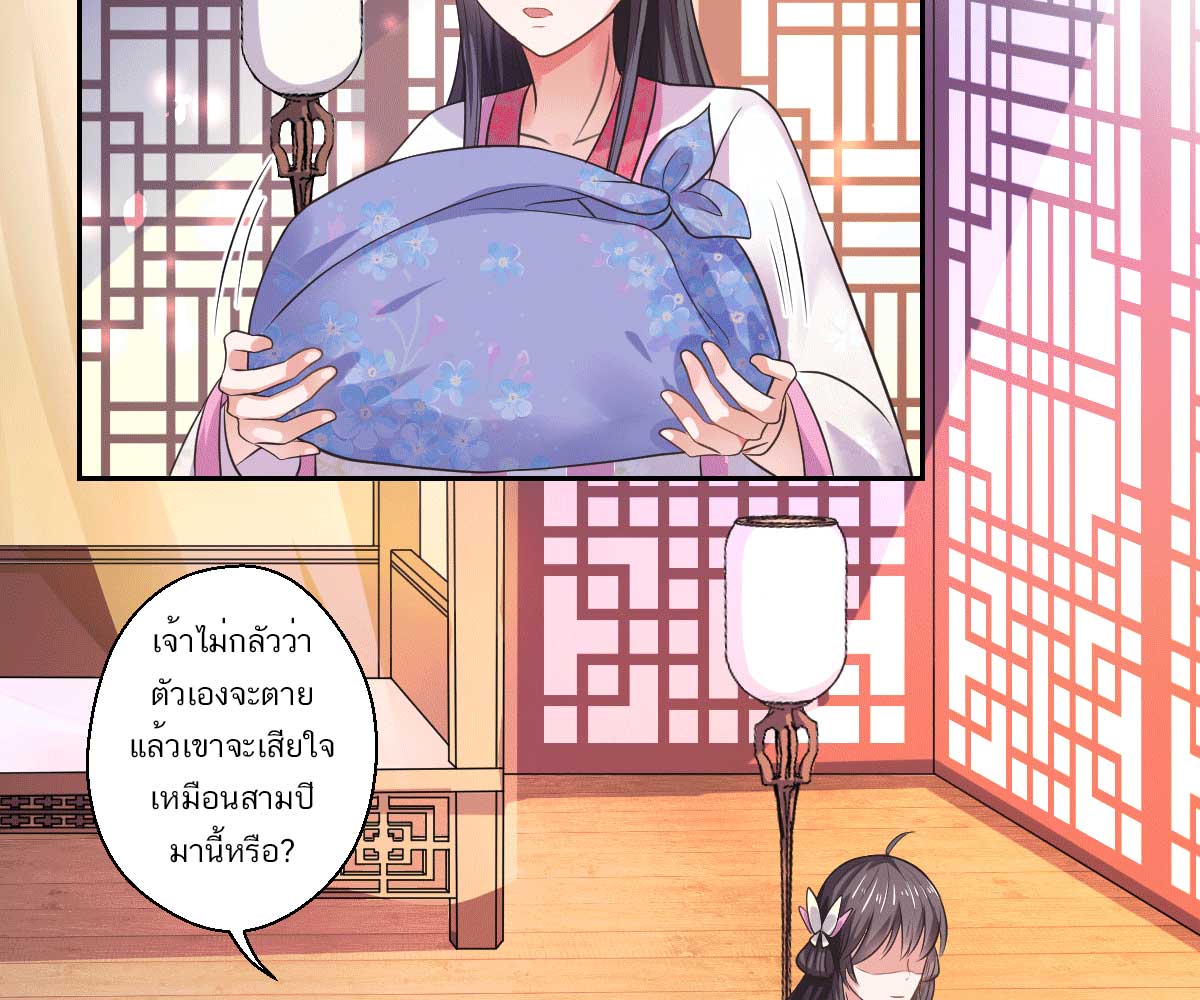 เจ้าไม่กลัวว่า
ตัวเองจะตาย
แล้วเขาจะเสียใจ
เหมือนสามปี
มานี้หรือ?